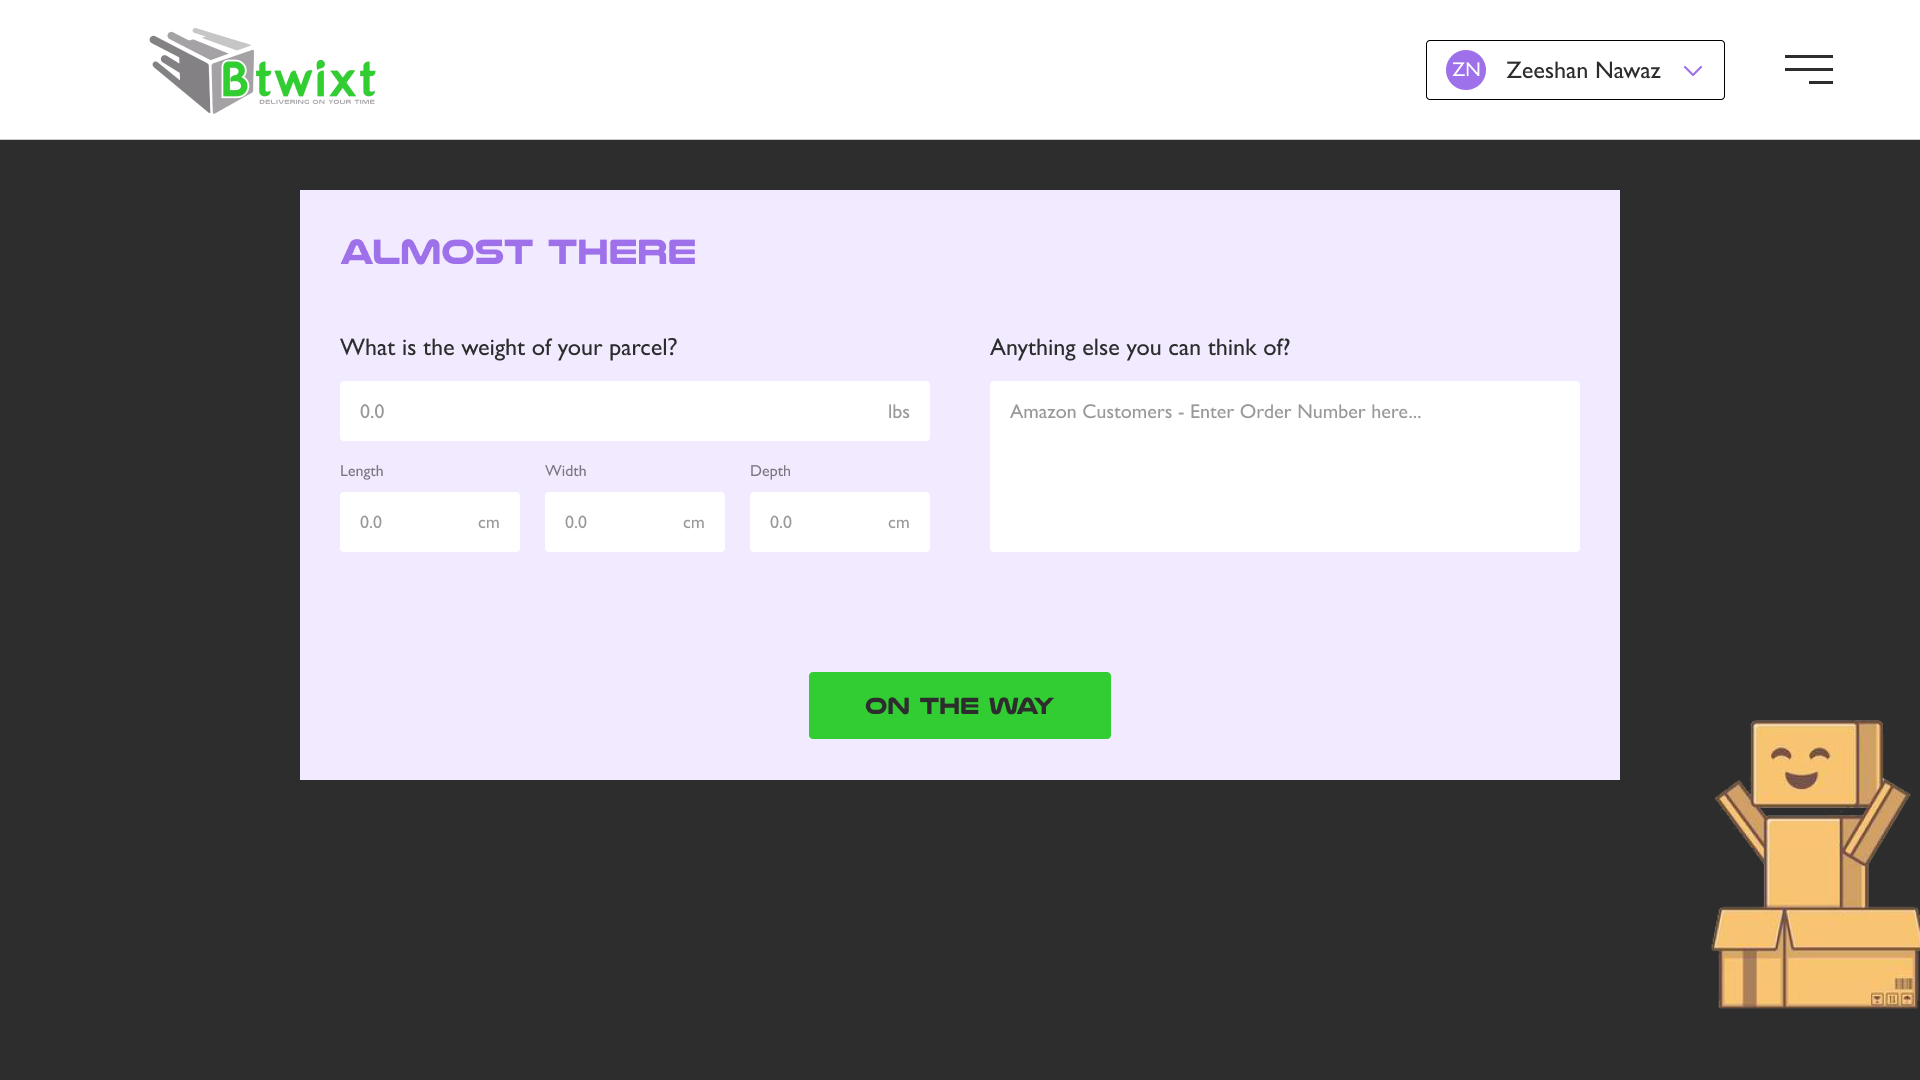 Btwixt
DELIVERING ON YOUR TIME
ZN Zeeshan Nawaz
ALMOST THERE
What is the weight of your parcel?
0.0 lbs
Length Width Depth
0.0 cm 0.0 cm 0.0 cm
Anything else you can think of?
Amazon Customers - Enter Order Number here...
ON THE WAY